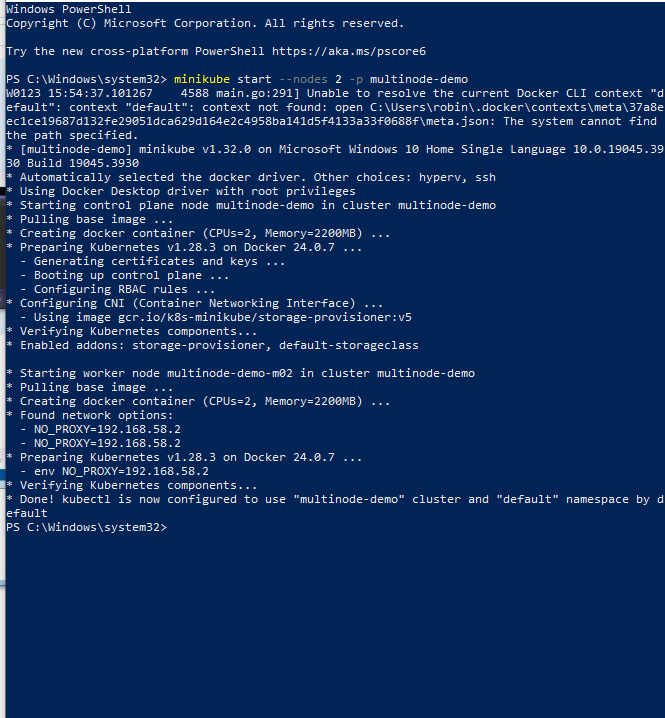 Windows PowerShell
Copyright (C) Microsoft Corporation. All rights reserved.
Try the new cross-platform PowerShell https://aka.ms/pscore6
PS C:\Windows\system32> minikube start --nodes 2 -p multinode-demo
W0123 15:54:37.101267    4588 main.go:291] Unable to resolve the current Docker CLI context "d
efault": context "default": context not found: open C:\Users\robin\.docker\contexts\meta\37a8e
ec1ce19687d132fe29051dca629d164e2c4958ba141d5f4133a33f0688f\meta.json: The system cannot find
the path specified.
* [multinode-demo] minikube v1.32.0 on Microsoft Windows 10 Home Single Language 10.0.19045.39
30 Build 19045.3930
* Automatically selected the docker driver. Other choices: hyperv, ssh
* Using Docker Desktop driver with root privileges
* Starting control plane node multinode-demo in cluster multinode-demo
* Pulling base image ...
* Creating docker container (CPUs=2, Memory=2200MB) ...
* Preparing Kubernetes v1.28.3 on Docker 24.0.7 ...
  - Generating certificates and keys ...
  - Booting up control plane ...
  - Configuring RBAC rules ...
* Configuring CNI (Container Networking Interface) ...
  - Using image gcr.io/k8s-minikube/storage-provisioner:v5
* Verifying Kubernetes components...
* Enabled addons: storage-provisioner, default-storageclass
* Starting worker node multinode-demo-m02 in cluster multinode-demo
* Pulling base image ...
* Creating docker container (CPUs=2, Memory=2200MB) ...
* Found network options:
  - NO_PROXY=192.168.58.2
  - NO_PROXY=192.168.58.2
* Preparing Kubernetes v1.28.3 on Docker 24.0.7 ...
  - env NO_PROXY=192.168.58.2
* Verifying Kubernetes components...
* Done! kubectl is now configured to use "multinode-demo" cluster and "default" namespace by d
efault
PS C:\Windows\system32>